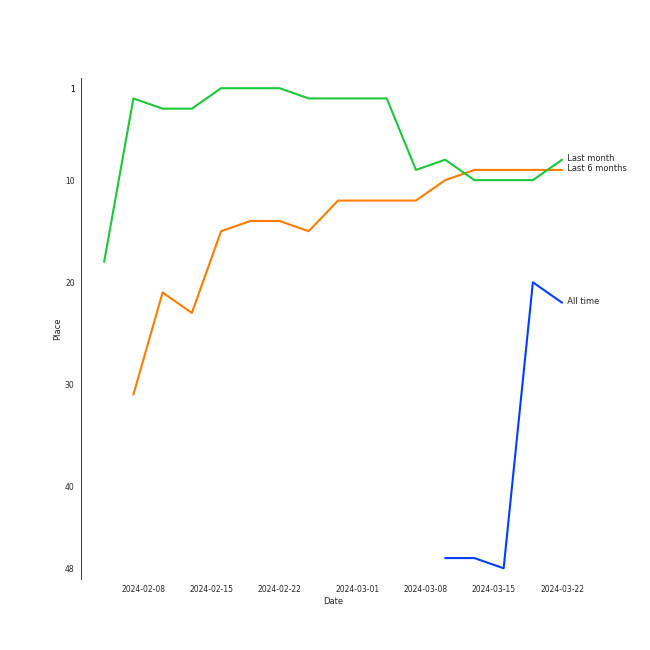 1
10
20
30
40
48
Place
Last month
Last 6 months
All time
2024-02-08
2024-02-15
2024-02-22
2024-03-01
2024-03-08
2024-03-15
2024-03-22
Date